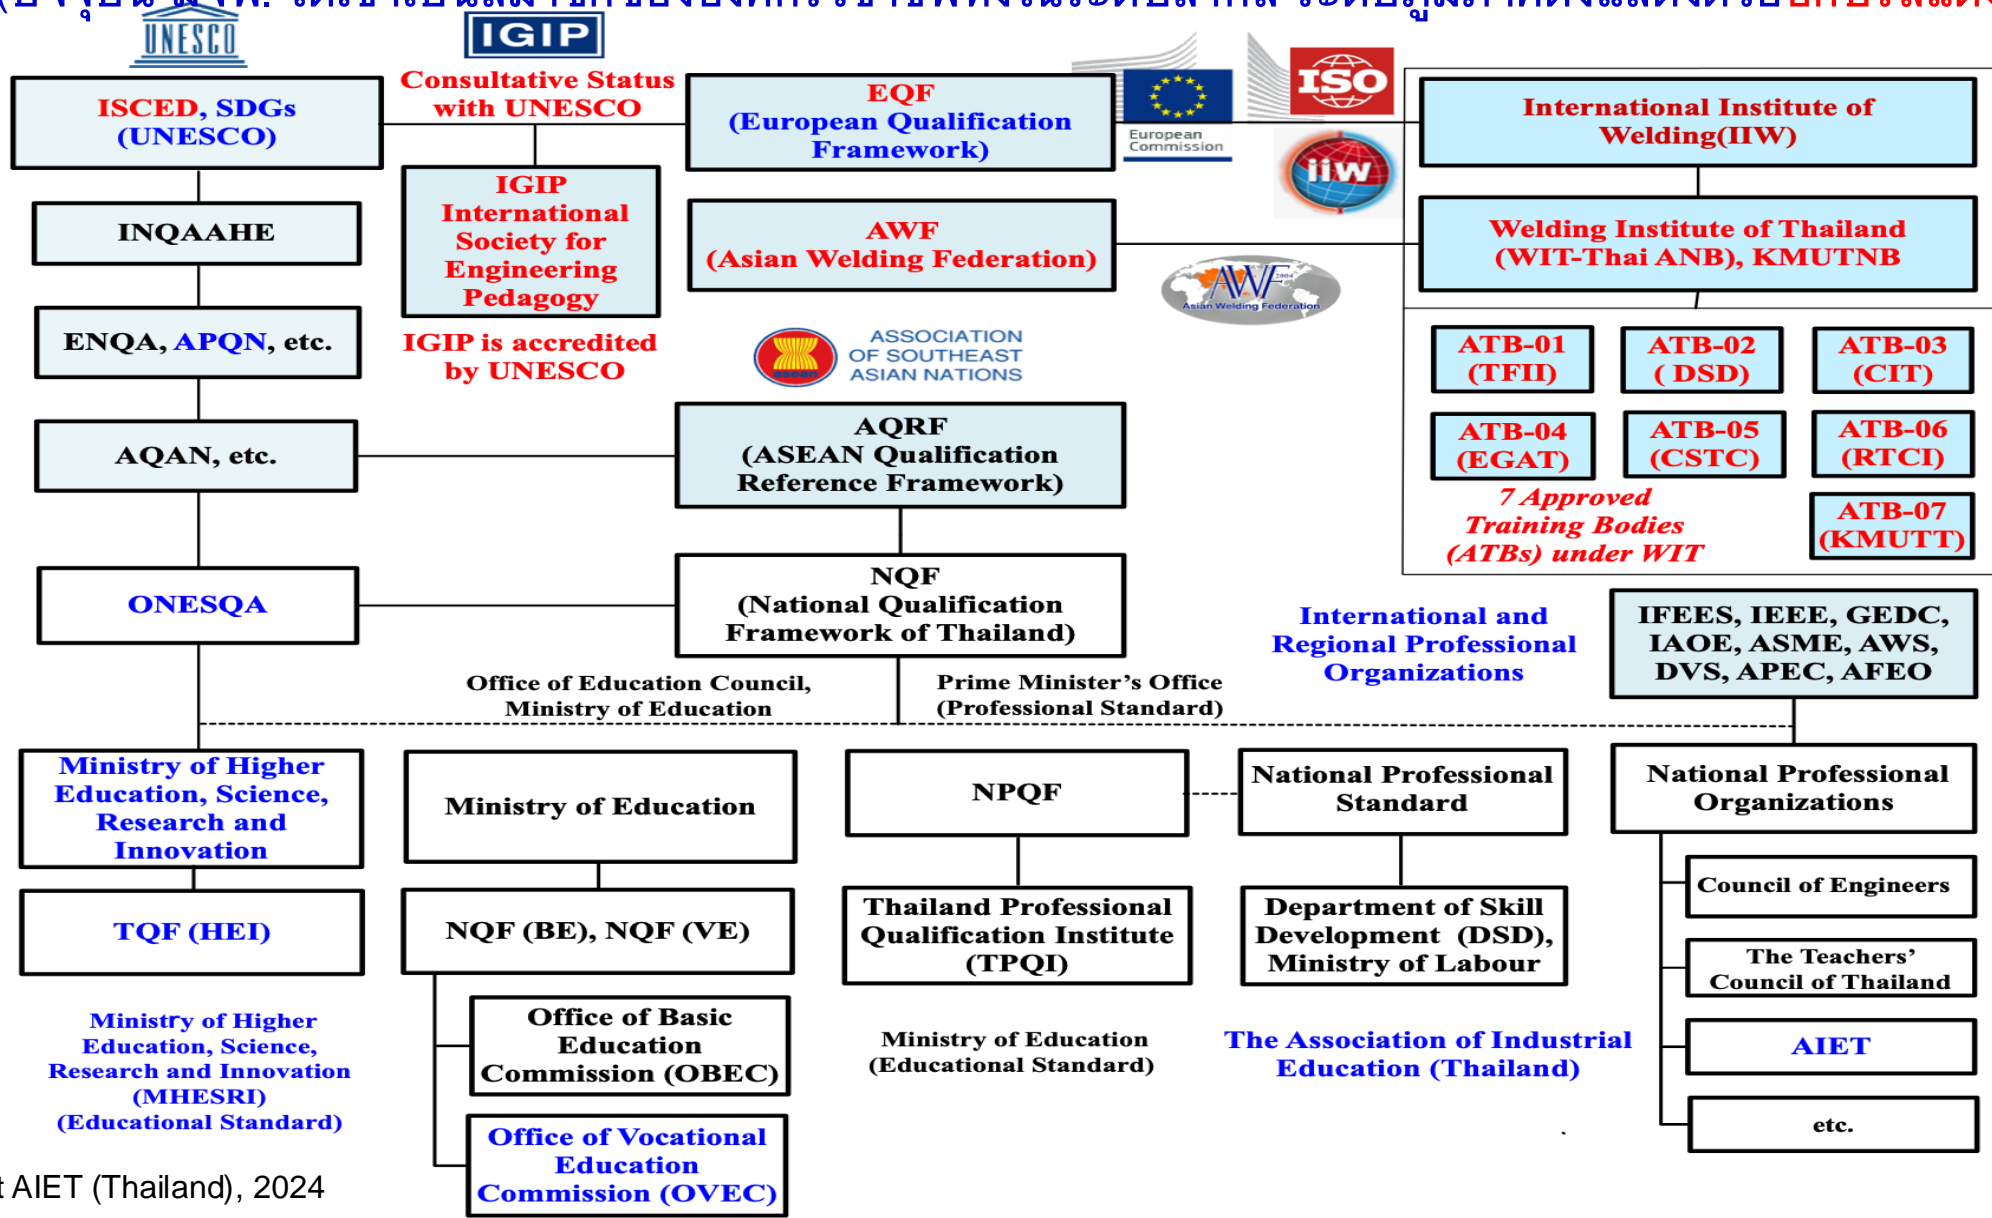 UNESCO
IGIP
ISCED, SDGs
(UNESCO)
Consultative Status
with UNESCO
EQF
(European Qualification
Framework)
European
Commission
ISO
iiw
International Institute of
Welding(IIW)
INQAAHE
IGIP
International
Society for
Engineering
Pedagogy
AWF
(Asian Welding Federation)
AWF
2004
Asian Welding Federation
Welding Institute of Thailand
(WIT-Thai ANB), KMUTNB
ENQA, APQN, etc.
IGIP is accredited
by UNESCO
asean
ASSOCIATION
OF SOUTHEAST
ASIAN NATIONS
ATB-01
(TFII)
ATB-02
( DSD)
ATB-03
(CIT)
AQAN, etc.
AQRF
(ASEAN Qualification
Reference Framework)
ATB-04
(EGAT)
ATB-05
(CSTC)
ATB-06
(RTCI)
7 Approved
Training Bodies
(ATBs) under WIT
ATB-07
(KMUTT)
ONESQA
NQF
(National Qualification
Framework of Thailand)
International and
Regional Professional
Organizations
IFEES, IEEE, GEDC,
IAOE, ASME, AWS,
DVS, APEC, AFEO
Office of Education Council,
Ministry of Education
Prime Minister’s Office
(Professional Standard)
Ministry of Higher
Education, Science,
Research and
Innovation
Ministry of Education
NPQF
National Professional
Standard
National Professional
Organizations
TQF (HEI)
NQF (BE), NQF (VE)
Thailand Professional
Qualification Institute
(TPQI)
Department of Skill
Development (DSD),
Ministry of Labour
Council of Engineers
The Teachers’
Council of Thailand
AIET
etc.
Ministry of Higher
Education, Science,
Research and Innovation
(MHESRI)
(Educational Standard)
Office of Basic
Education
Commission (OBEC)
Office of Vocational
Education
Commission (OVEC)
Ministry of Education
(Educational Standard)
The Association of Industrial
Education (Thailand)
AIET (Thailand), 2024